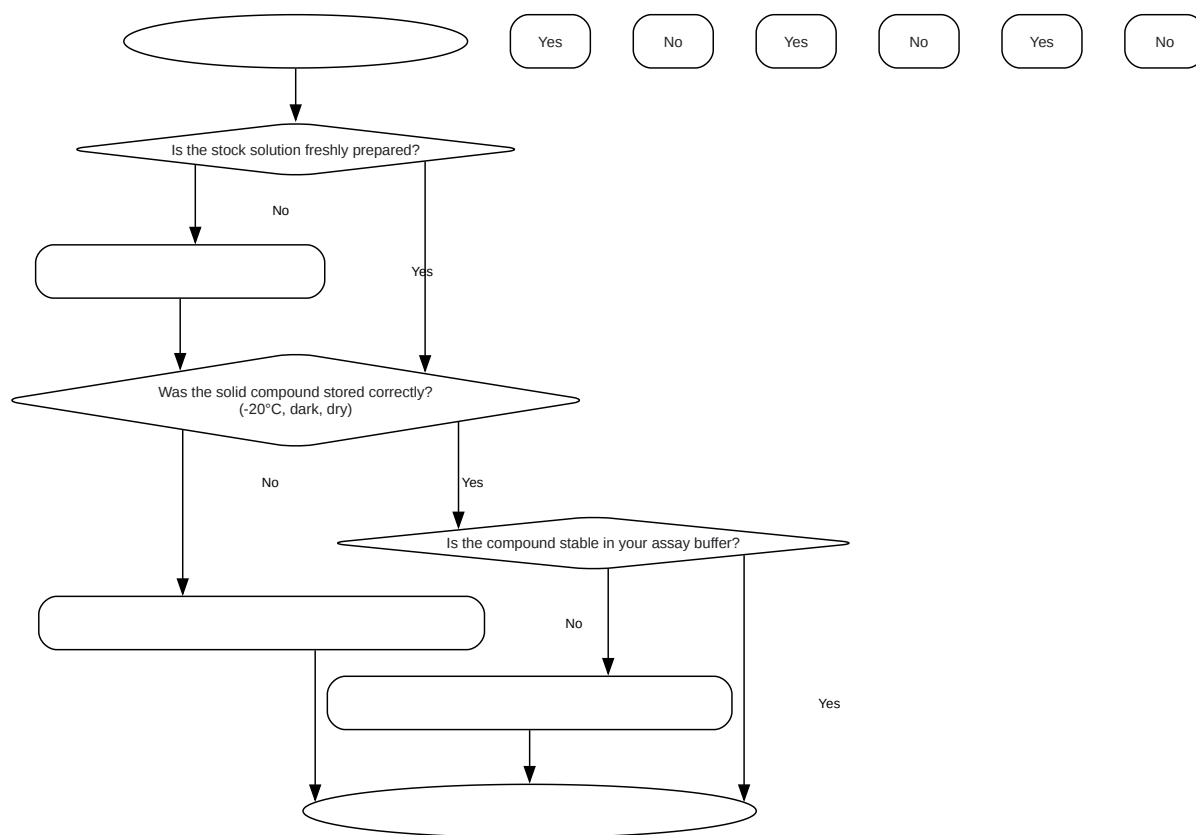 Yes
No
Yes
No
Yes
No
Is the stock solution freshly prepared?
No
Yes
Was the solid compound stored correctly?
(-20°C, dark, dry)
No
Yes
Is the compound stable in your assay buffer?
No
Yes